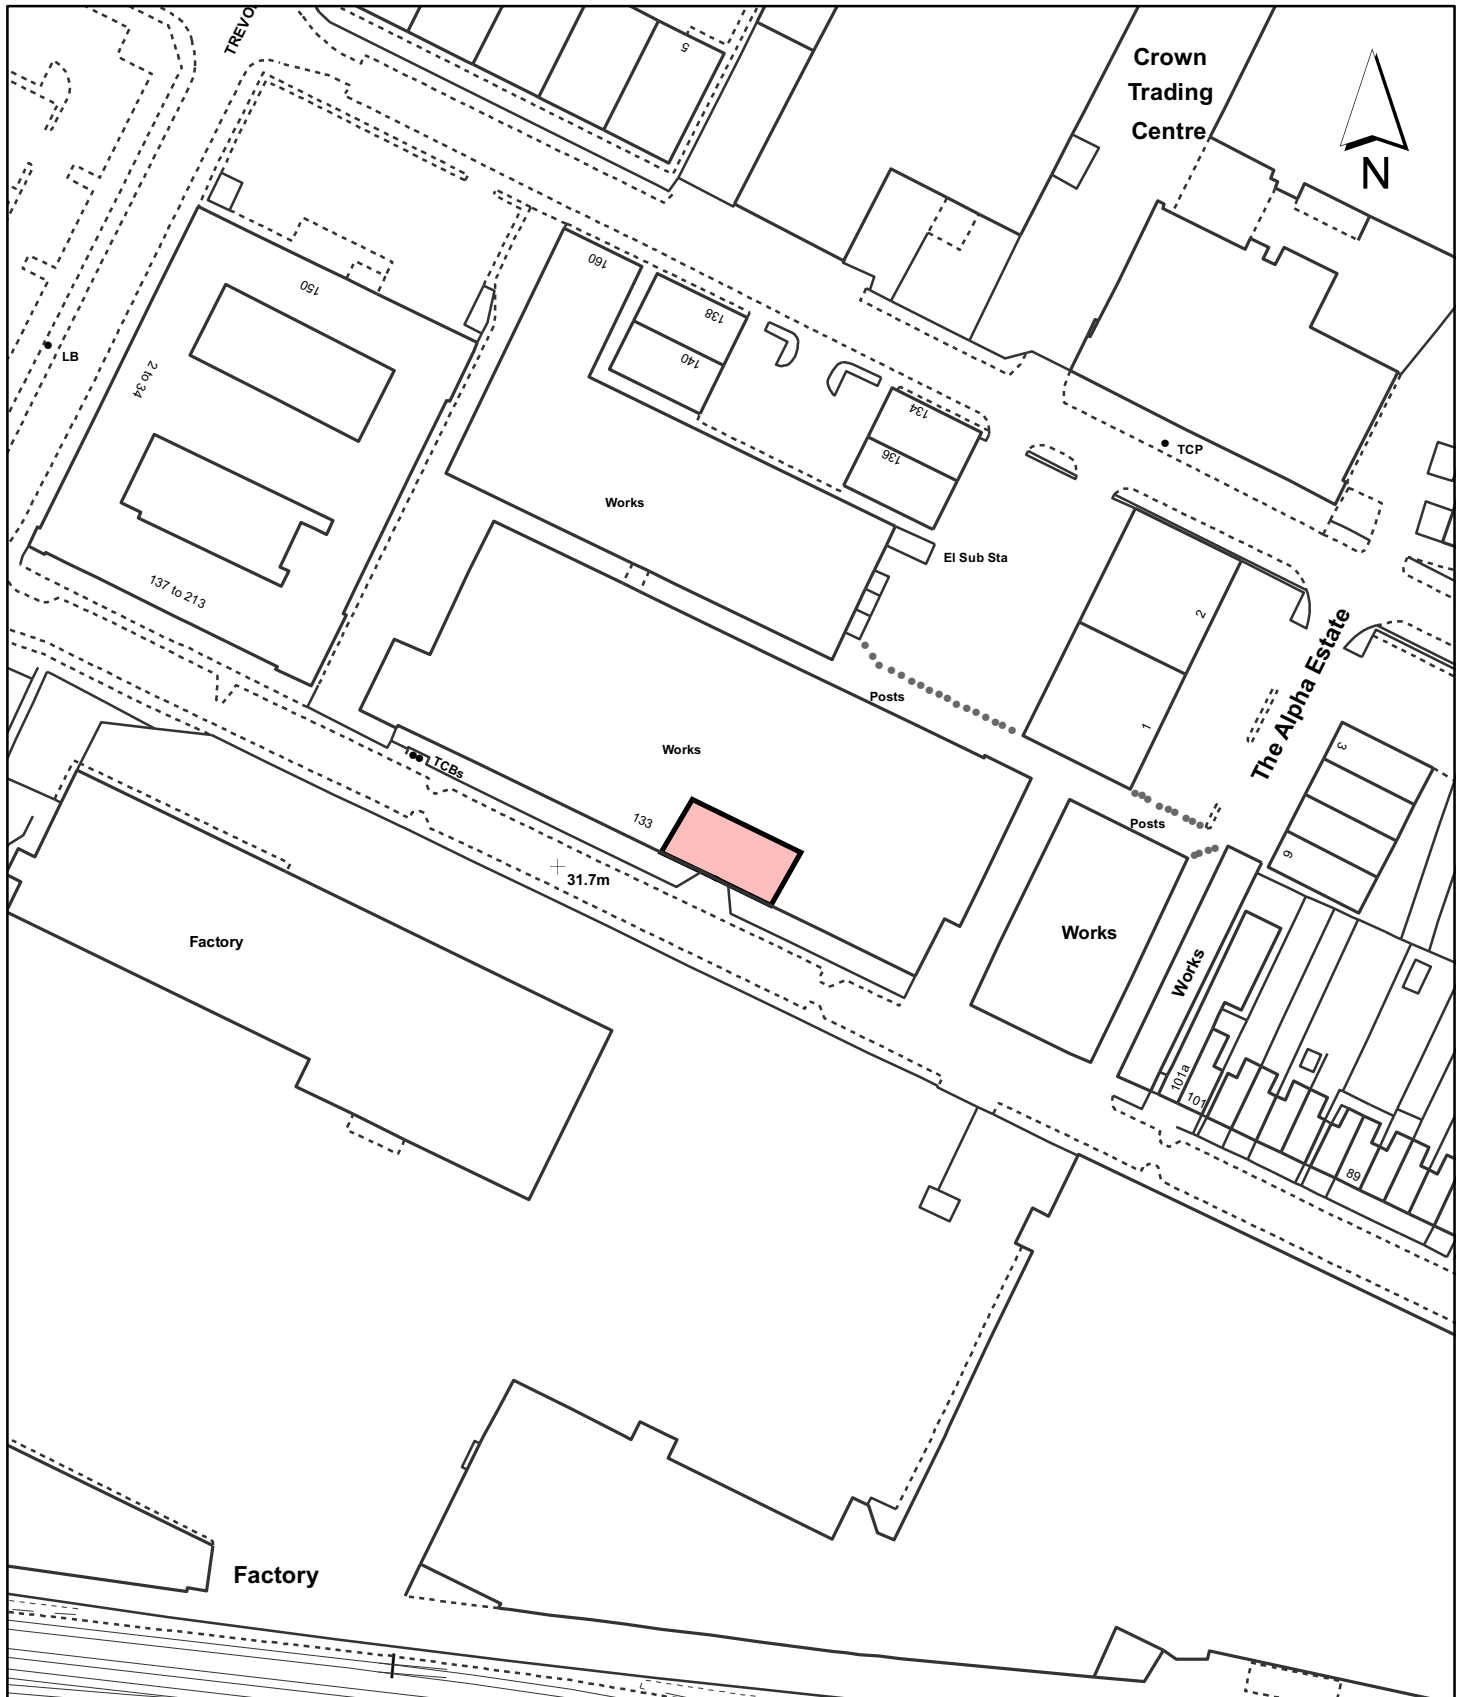 TREVO
5
Crown
Trading
Centre
N
160
150
138
140
LB
2 to 34
134
136
TCP
Works
El Sub Sta
137 to 213
2
The Alpha Estate
Posts
1
Works
TCBs
3
133
Posts
6
31.7m
Works
Factory
Works
101a
101
89
Factory
L